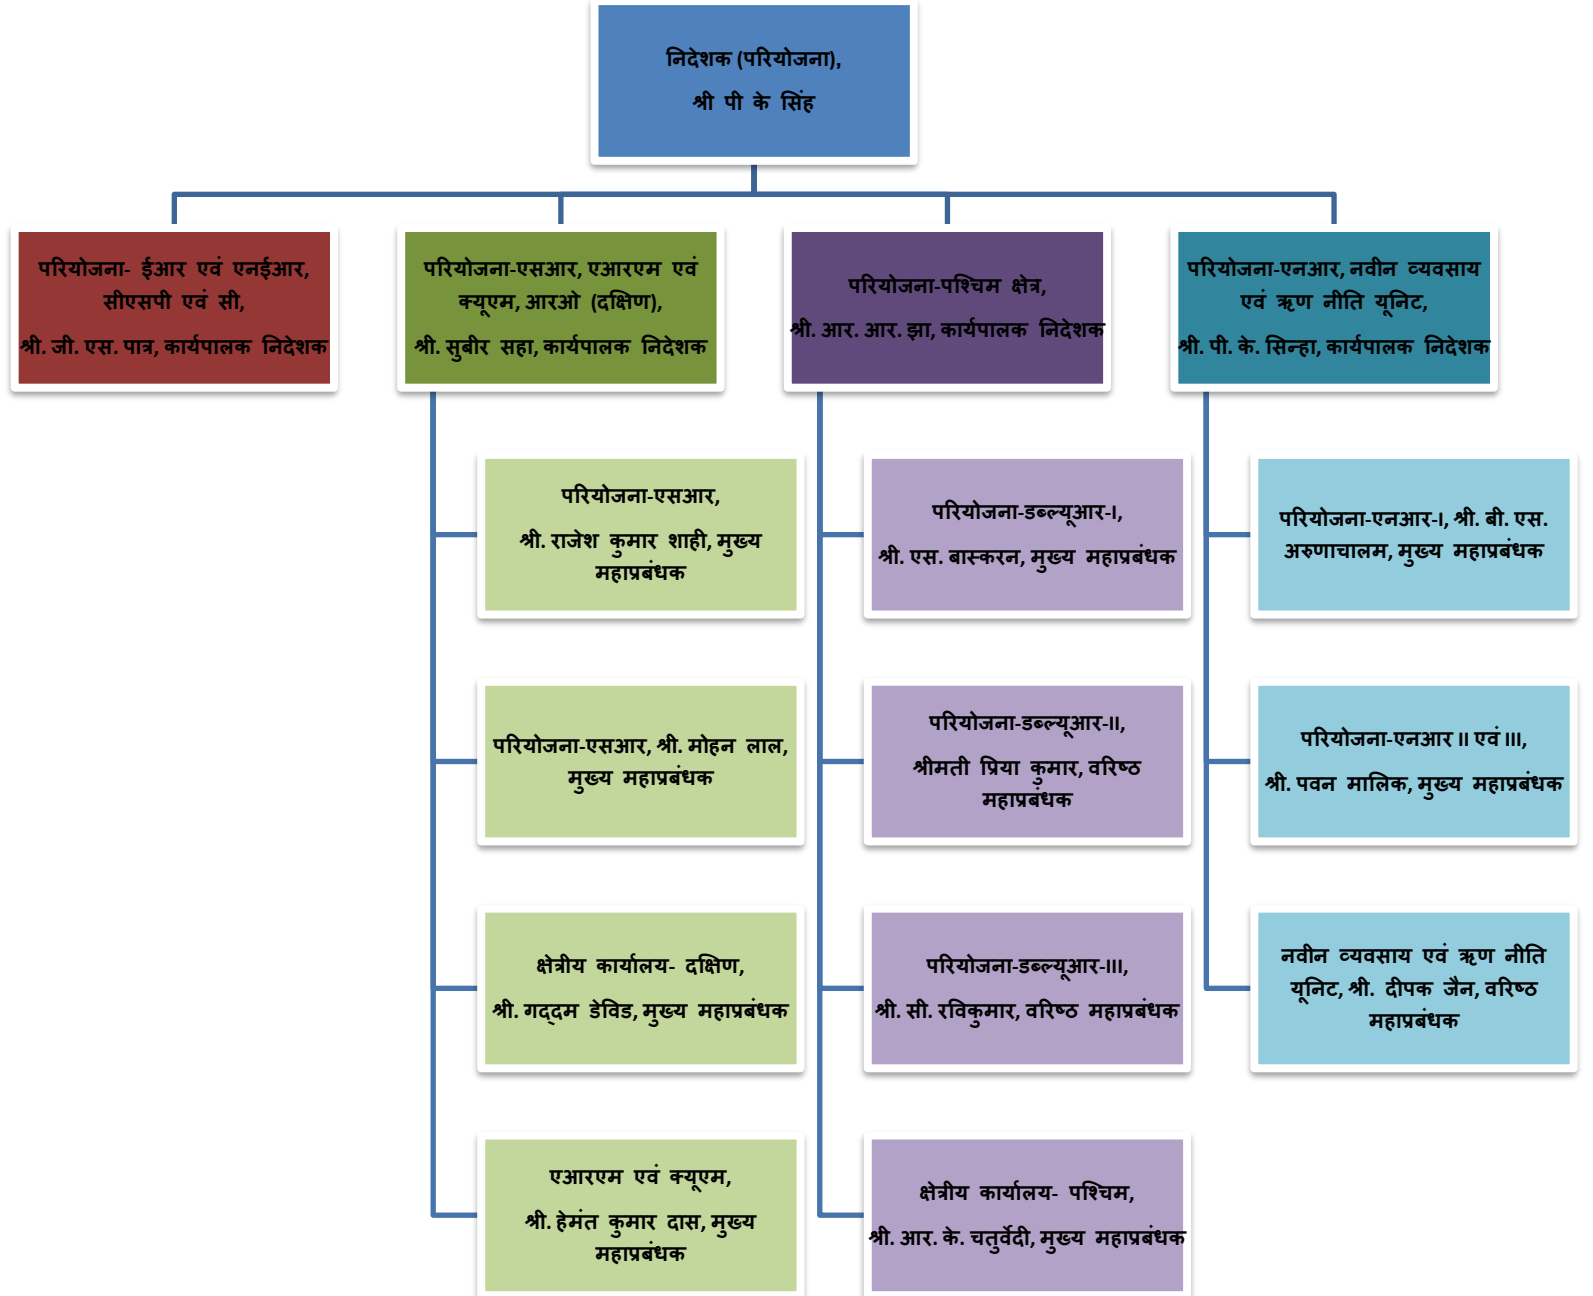 निदेशक (परियोजना),
श्री पी के सिंह
परियोजना- ईआर एवं एनईआर,
सीएसपी एवं सी,
श्री. जी. एस. पात्र, कार्यपालक निदेशक
परियोजना-एसआर, एआरएम एवं
क्यूएम, आरओ (दक्षिण),
श्री. सुबीर सहा, कार्यपालक निदेशक
परियोजना-पश्चिम क्षेत्र,
श्री. आर. आर. झा, कार्यपालक निदेशक
परियोजना-एनआर, नवीन व्यवसाय
एवं ऋण नीति यूनिट,
श्री. पी. के. सिन्हा, कार्यपालक निदेशक
परियोजना-एसआर,
श्री. राजेश कुमार शाही, मुख्य
महाप्रबंधक
परियोजना-एसआर, श्री. मोहन लाल,
मुख्य महाप्रबंधक
क्षेत्रीय कार्यालय- दक्षिण,
श्री. गद्दम डेविड, मुख्य महाप्रबंधक
एआरएम एवं क्यूएम,
श्री. हेमंत कुमार दास, मुख्य
महाप्रबंधक
परियोजना-डब्ल्यूआर-I,
श्री. एस. बास्करन, मुख्य महाप्रबंधक
परियोजना-डब्ल्यूआर-II,
श्रीमती प्रिया कुमार, वरिष्ठ
महाप्रबंधक
परियोजना-डब्ल्यूआर-III,
श्री. सी. रविकुमार, वरिष्ठ महाप्रबंधक
क्षेत्रीय कार्यालय- पश्चिम,
श्री. आर. के. चतुर्वेदी, मुख्य महाप्रबंधक
परियोजना-एनआर-I, श्री. बी. एस.
अरुणाचालम, मुख्य महाप्रबंधक
परियोजना-एनआर II एवं III,
श्री. पवन मालिक, मुख्य महाप्रबंधक
नवीन व्यवसाय एवं ऋण नीति
यूनिट, श्री. दीपक जैन, वरिष्ठ
महाप्रबंधक